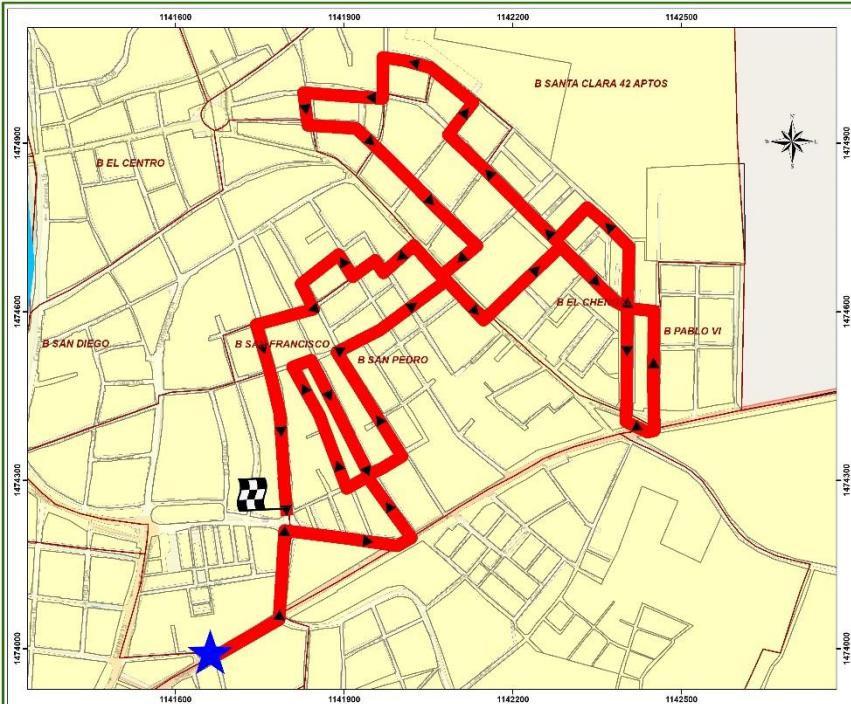 1141600 1141900 1142200 1142500
B SANTA CLARA 42 APTOS
1474900 1474900
B EL CENTRO
N
S
1474600 1474600
B EL CHE
B PABLO VI
B SAN DIEGO
B SAN FRANCISCO
B SAN PEDRO
1474300 1474300
1474000 1474000
1141600 1141900 1142200 1142500